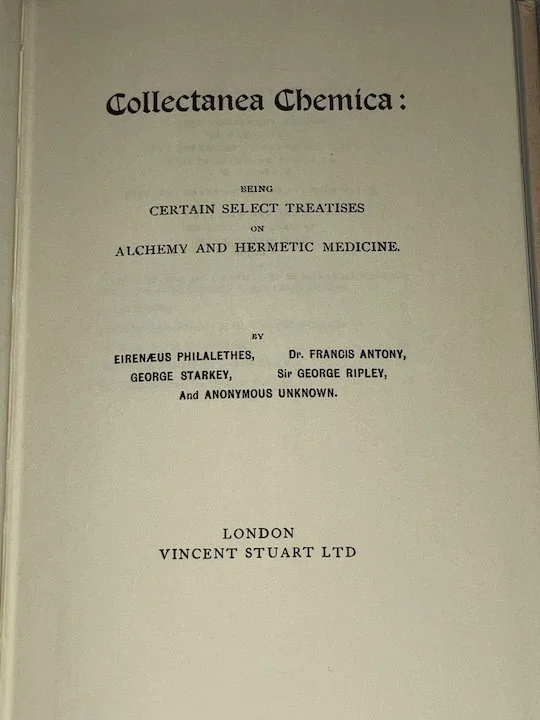 Collectanea Chemica:
BEING
CERTAIN SELECT TREATISES
ON
ALCHEMY AND HERMETIC MEDICINE.
BY
EIRENÆUS PHILALETHES, Dr. FRANCIS ANTONY,
GEORGE STARKEY, Sir GEORGE RIPLEY,
And ANONYMOUS UNKNOWN.
LONDON
VINCENT STUART LTD